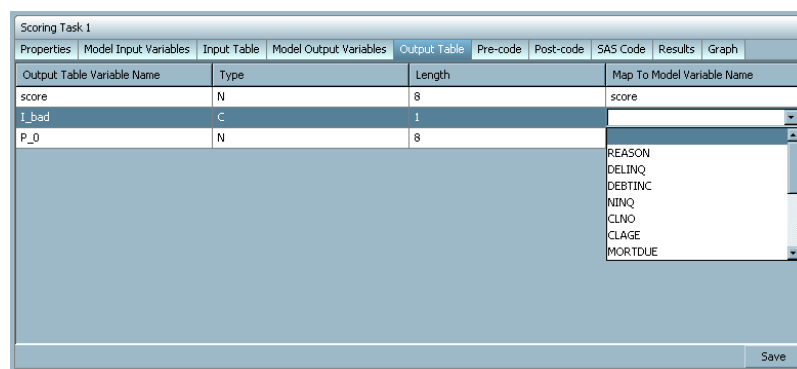 Scoring Task 1
Properties Model Input Variables Input Table Model Output Variables Output Table Pre-code Post-code SAS Code Results Graph
Output Table Variable Name Type Length Map To Model Variable Name
score N 8 score
I_bad C 1
P_0 N 8
REASON
DELINQ
DEBTINC
NINQ
CLNO
CLAGE
MORTDUE
Save